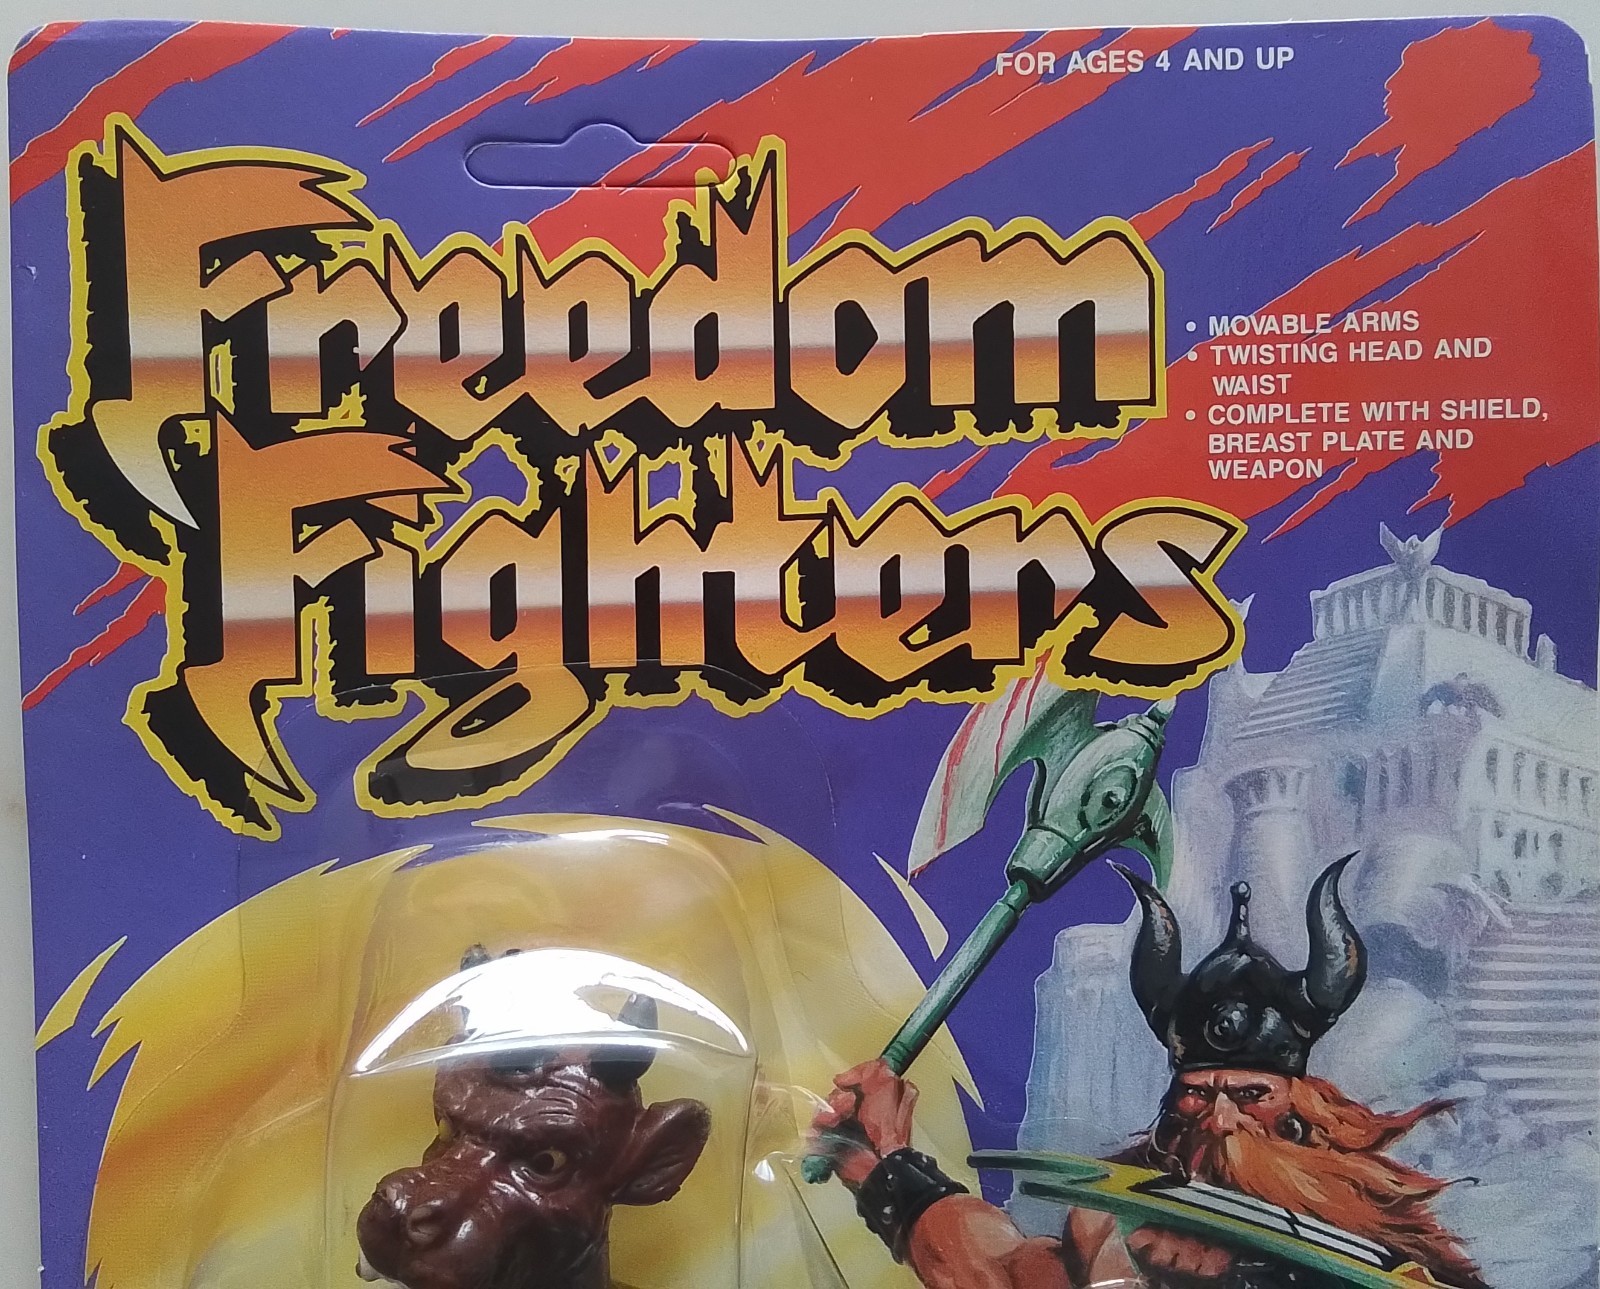 FOR AGES 4 AND UP
Freedom
Fighters
• MOVABLE ARMS
• TWISTING HEAD AND
WAIST
• COMPLETE WITH SHIELD,
BREAST PLATE AND
WEAPON